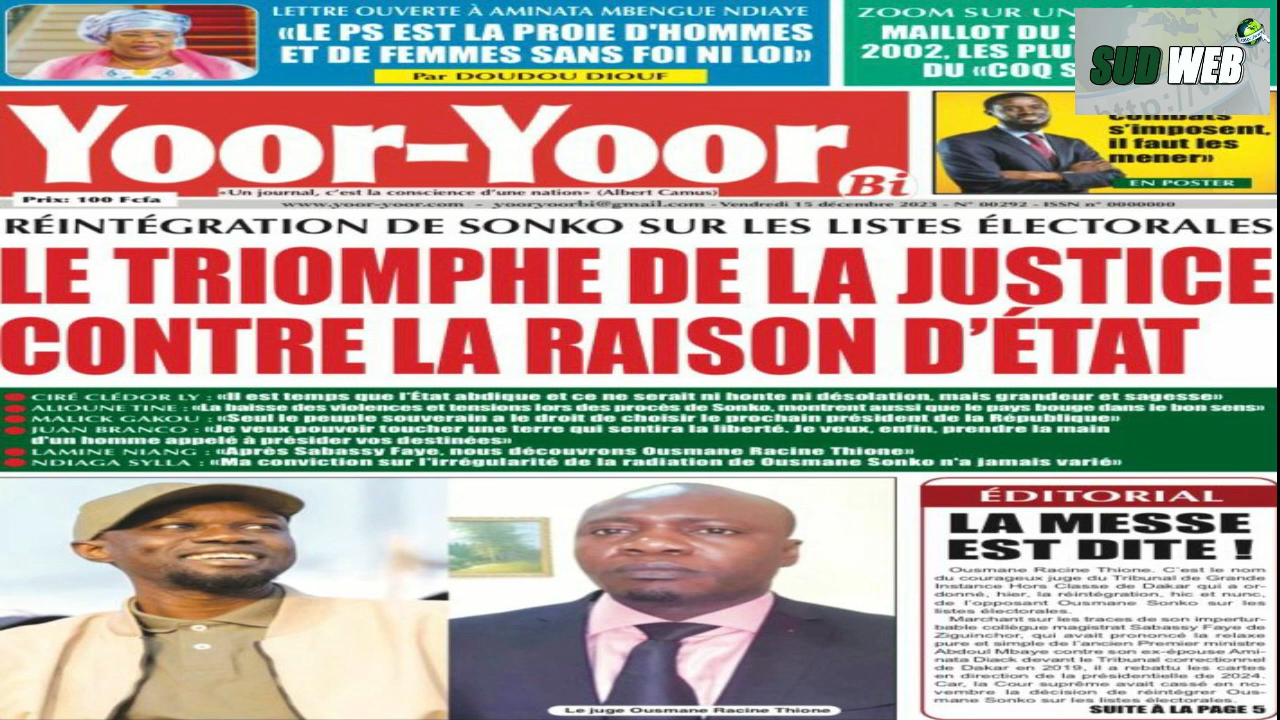 LETTRE OUVERTE À AMINATA MBENGUE NDIAYE
«LE PS EST LA PROIE D'HOMMES
ET DE FEMMES SANS FOI NI LOI»
Par DOUDOU DIOUF
ZOOM SUR UN
MAILLOT DU
2002, LES PLU
DU «COQ
SUD WEB
http://
Yoor-Yoor
Bi
«Un journal, c'est la conscience d'une nation» (Albert Camus)
Prix: 100 Fcfa
www.yoor-yoor.com - yooryoorbi@gmail.com - Vendredi 15 décembre 2023 - N° 00292 - ISSN n° 0000000
combats
s'imposent,
il faut les
mener»
EN POSTER
RÉINTÉGRATION DE SONKO SUR LES LISTES ÉLECTORALES
LE TRIOMPHE DE LA JUSTICE
CONTRE LA RAISON D'ÉTAT
CIRÉ CLÉDOR LY : «Il est temps que l'État abdique et ce ne serait ni honte ni désolation, mais grandeur et sagesse»
ALIOUNE TINE : «La baisse des violences et tensions lors des procès de Sonko, montrent aussi que le pays bouge dans le bon sens»
MALICK GAKOU : «Seul le peuple souverain a le droit de choisir le prochain président de la République»
JUAN BRANCO : «Je veux pouvoir toucher une terre qui sentira la liberté. Je veux, enfin, prendre la main
d'un homme appelé à présider vos destinées»
LAMINE NIANG : «Après Sabassy Faye, nous découvrons Ousmane Racine Thione»
NDIAGA SYLLA : «Ma conviction sur l'irrégularité de la radiation de Ousmane Sonko n'a jamais varié»
Le juge Ousmane Racine Thione
ÉDITORIAL
LA MESSE
EST DITE !
Ousmane Racine Thione. C'est le nom
du courageux juge du Tribunal de Grande
Instance Hors Classe de Dakar qui a or-
donné, hier, la réintégration, hic et nunc,
de l'opposant Ousmane Sonko sur les
listes électorales.
Marchant sur les traces de son impertur-
bable collègue magistrat Sabassy Faye de
Ziguinchor, qui avait prononcé la relaxe
pure et simple de l'ancien Premier ministre
Abdoul Mbaye contre son ex-épouse Ami-
nata Diack devant le Tribunal correctionnel
de Dakar en 2019, il a rebattu les cartes
en direction de la présidentielle de 2024.
Car, la Cour suprême avait cassé en no-
vembre la décision de réintégrer Ous-
mane Sonko sur les listes électorales.
SUITE À LA PAGE 5